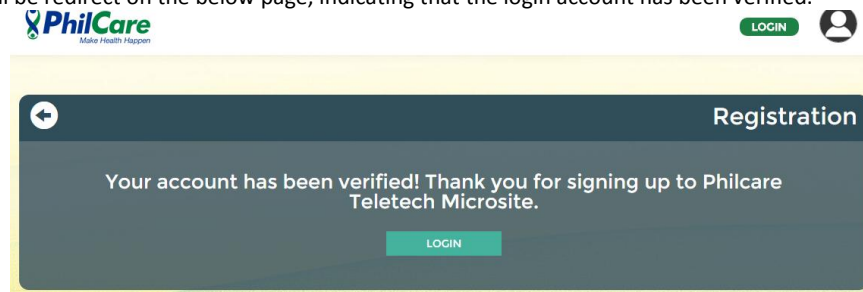 be redirect on the below page, indicating that the login account has been verified.
PhilCare
Make Health Happen
LOGIN
Registration
Your account has been verified! Thank you for signing up to Philcare
Teletech Microsite.
LOGIN